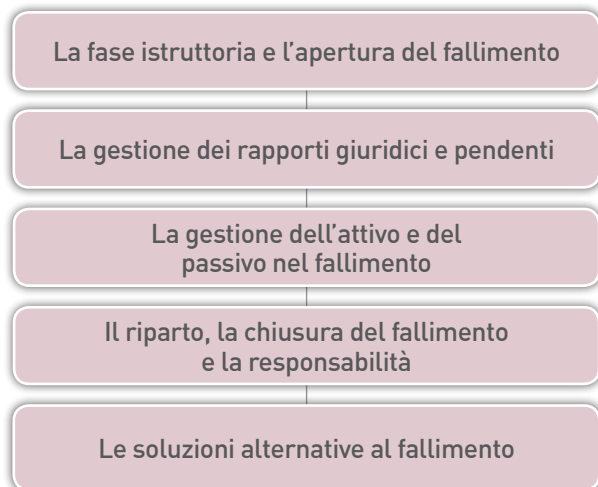 La fase istruttoria e l’apertura del fallimento
La gestione dei rapporti giuridici e pendenti
La gestione dell’attivo e del
passivo nel fallimento
Il riparto, la chiusura del fallimento
e la responsabilità
Le soluzioni alternative al fallimento